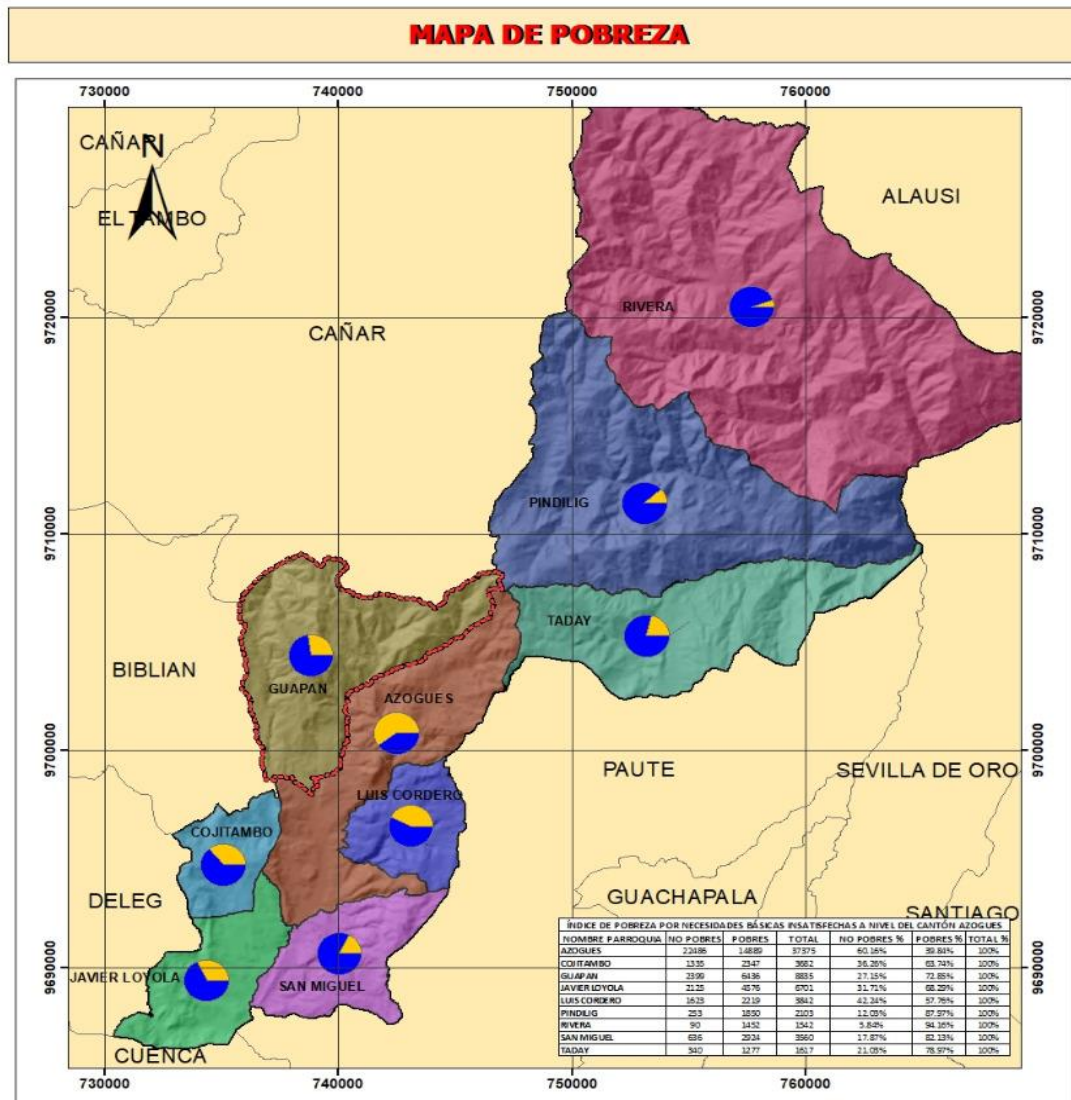 MAPA DE POBREZA
730000 740000 750000 760000
CAÑAR
N
ALAUSI
EL TAMBO
RIVERA
9720000 9720000
CAÑAR
PINDILIG
9710000 9710000
TADAY
BIBLIAN
GUAPAN
AZOGUES
9700000 9700000
PAUTE
SEVILLA DE ORO
LUIS CORDERO
COJITAMBO
DELEG
GUACHAPALA
SANTIAGO
ÍNDICE DE POBREZA POR NECESIDADES BÁSICAS INSATISFECHAS A NIVEL DEL CANTÓN AZOGUES
NOMBRE PARROQUIA NO POBRES POBRES TOTAL NO POBRES % POBRES % TOTAL %
AZOGUES 22486 14889 37375 60.16% 39.84% 100%
COJITAMBO 1335 2347 3682 36.26% 63.74% 100%
GUAPAN 2399 6436 8835 27.15% 72.85% 100%
JAVIER LOYOLA 2125 4576 6701 31.71% 68.29% 100%
LUIS CORDERO 1623 2219 3842 42.24% 57.76% 100%
PINDILIG 253 1850 2103 12.03% 87.97% 100%
RIVERA 90 1452 1542 5.84% 94.16% 100%
SAN MIGUEL 636 2924 3560 17.87% 82.13% 100%
TADAY 340 1277 1617 21.03% 78.97% 100%
9690000 9690000
JAVIER LOYOLA
SAN MIGUEL
CUENCA
730000 740000 750000 760000